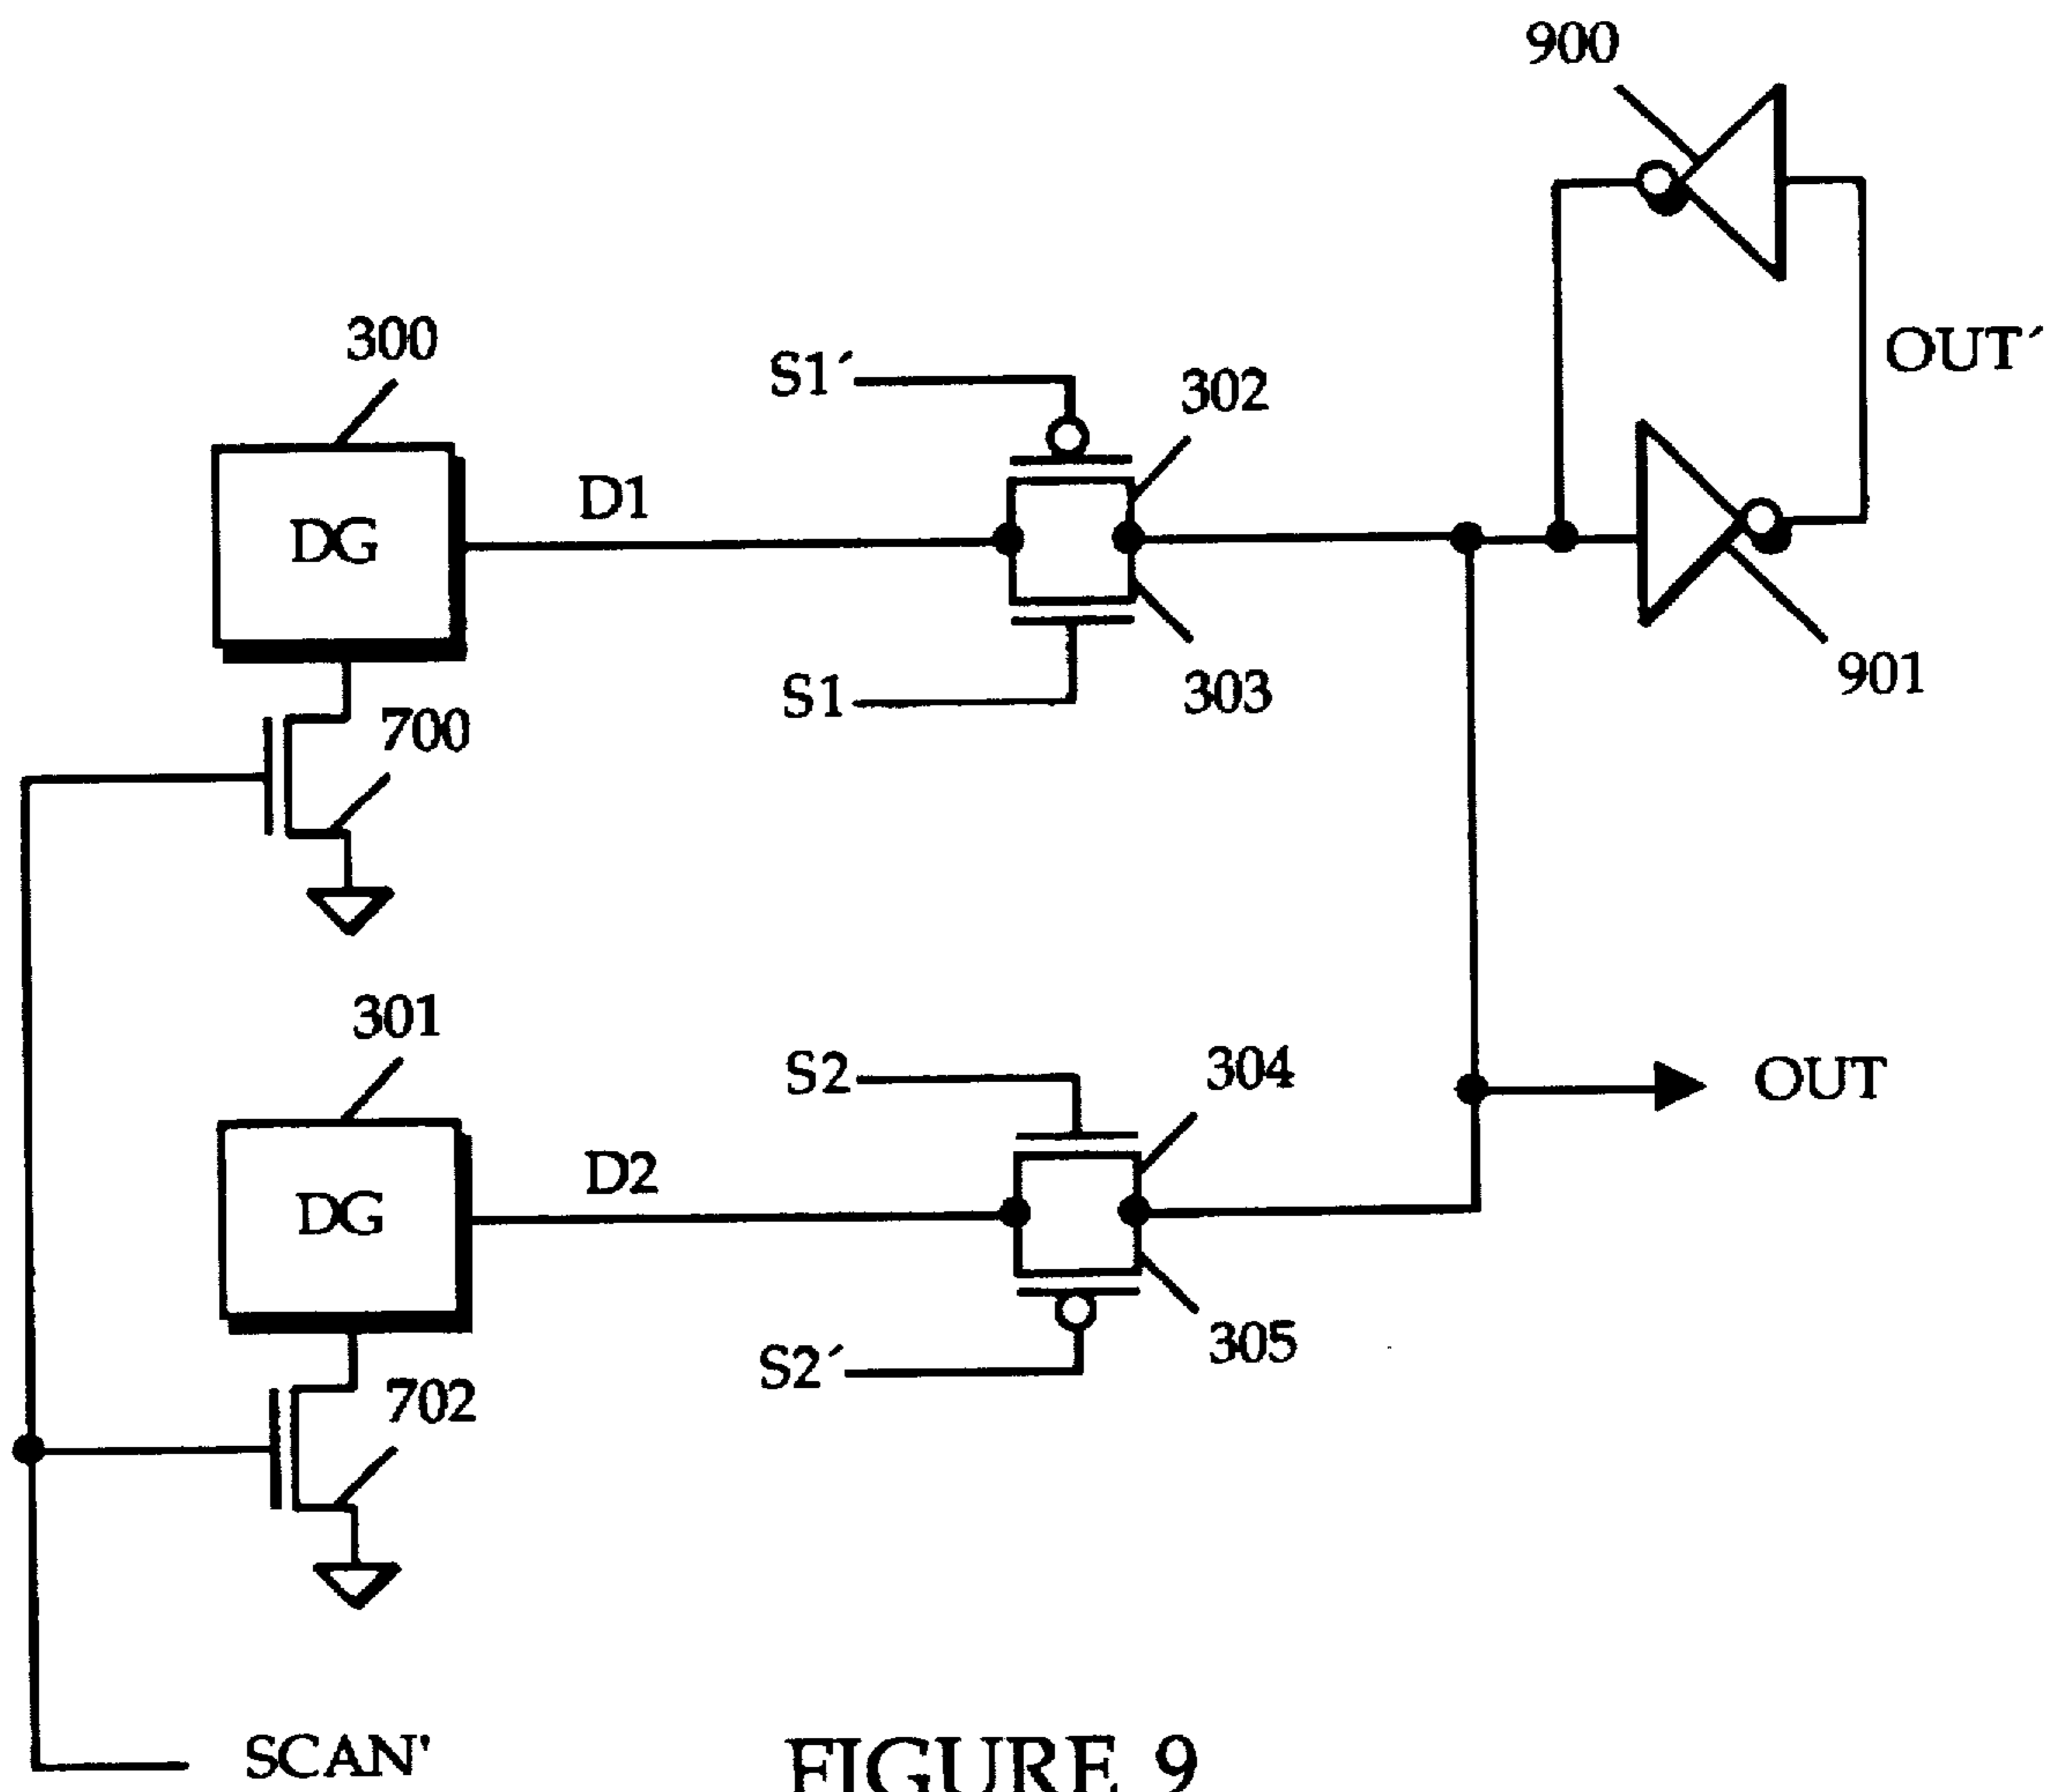 900
300
S1´
302
OUT´
D1
DG
901
S1
303
700
301
S2
304
OUT
D2
DG
305
S2´
702
SCAN'
FIGURE 9